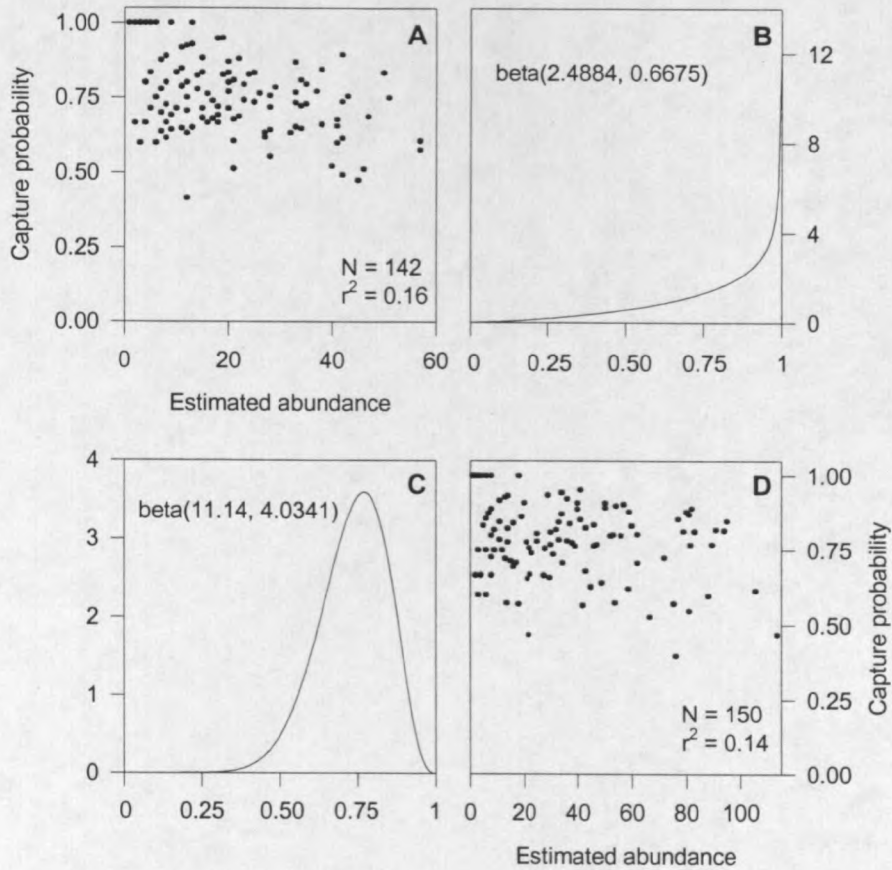 A
Capture probability
1.00
0.75
0.50
0.25
0.00
N = 142
r² = 0.16
0 20 40 60
Estimated abundance
B
beta(2.4884, 0.6675)
12
8
4
0
0 0.25 0.50 0.75 1
C
beta(11.14, 4.0341)
4
3
2
1
0
0 0.25 0.50 0.75 1
D
1.00
0.75
0.50
0.25
0.00
Capture probability
N = 150
r² = 0.14
0 20 40 60 80 100
Estimated abundance